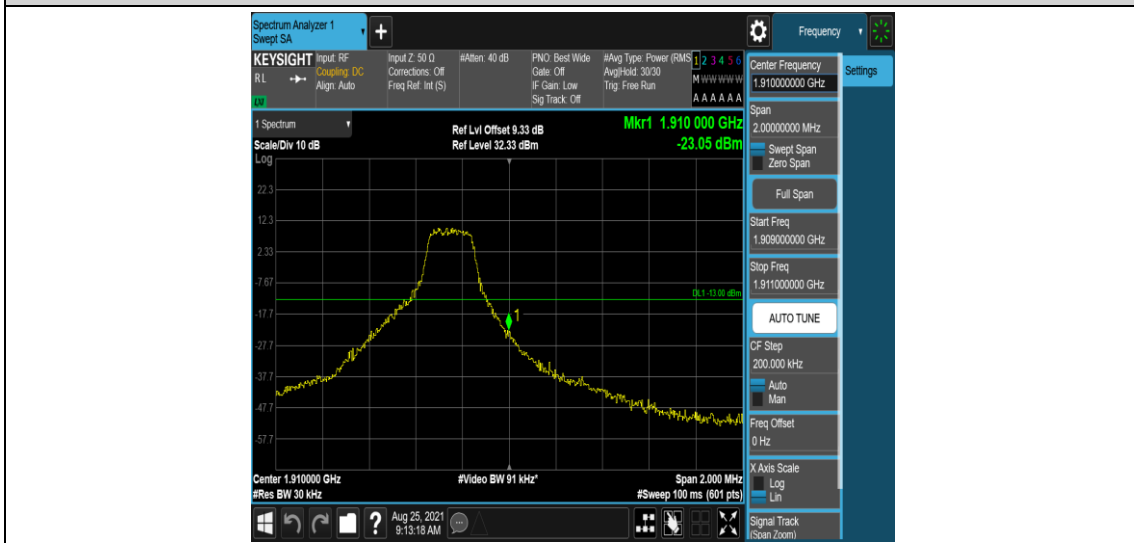 Spectrum Analyzer 1
Swept SA
+
Frequency
KEYSIGHT Input: RF
RL
Coupling: DC
Align: Auto
Input Z: 50 Ω
Corrections: Off
Freq Ref: Int (S)
#Atten: 40 dB
PNO: Best Wide
Gate: Off
IF Gain: Low
Sig Track: Off
#Avg Type: Power (RMS
Avg|Hold: 30/30
Trig: Free Run
1 2 3 4 5 6
M W W W W W
A A A A A A
Center Frequency
1.910000000 GHz
Settings
Span
2.00000000 MHz
Swept Span
Zero Span
Full Span
Start Freq
1.909000000 GHz
Stop Freq
1.911000000 GHz
AUTO TUNE
CF Step
200.000 kHz
Auto
Man
Freq Offset
0 Hz
X Axis Scale
Log
Lin
Signal Track
(Span Zoom)
1 Spectrum
Scale/Div 10 dB
Ref Lvl Offset 9.33 dB
Ref Level 32.33 dBm
Mkr1 1.910 000 GHz
-23.05 dBm
Log
22.3
12.3
2.33
-7.67
DL1 -13.00 dBm
-17.7
1
-27.7
-37.7
-47.7
-57.7
Center 1.910000 GHz
#Video BW 91 kHz*
Span 2.000 MHz
#Res BW 30 kHz
#Sweep 100 ms (601 pts)
?
Aug 25, 2021
9:13:18 AM